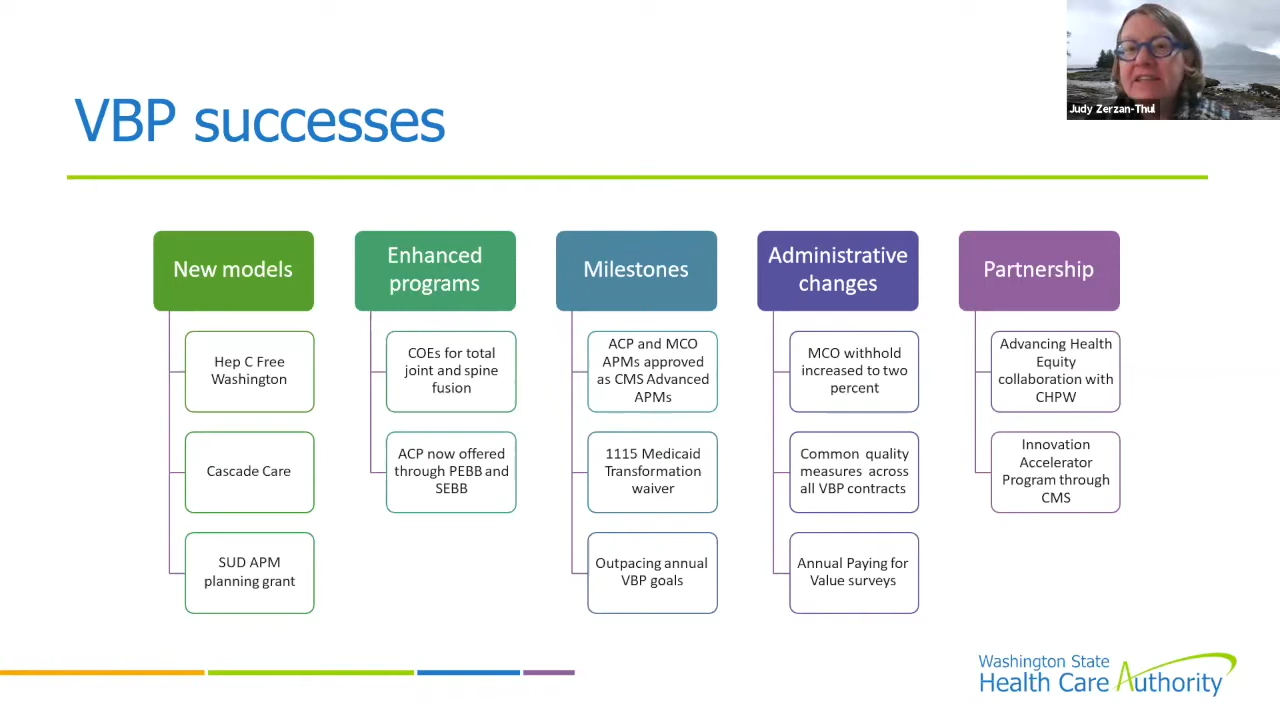 Judy Zerzan-Thul
VBP successes
New models
Hep C Free
Washington
Cascade Care
SUD APM
planning grant
Enhanced
programs
COEs for total
joint and spine
fusion
ACP now offered
through PEBB and
SEBB
Milestones
ACP and MCO
APMs approved
as CMS Advanced
APMs
1115 Medicaid
Transformation
waiver
Outpacing annual
VBP goals
Administrative
changes
MCO withhold
increased to two
percent
Common quality
measures across
all VBP contracts
Annual Paying for
Value surveys
Partnership
Advancing Health
Equity
collaboration with
CHPW
Innovation
Accelerator
Program through
CMS
Washington State
Health Care Authority